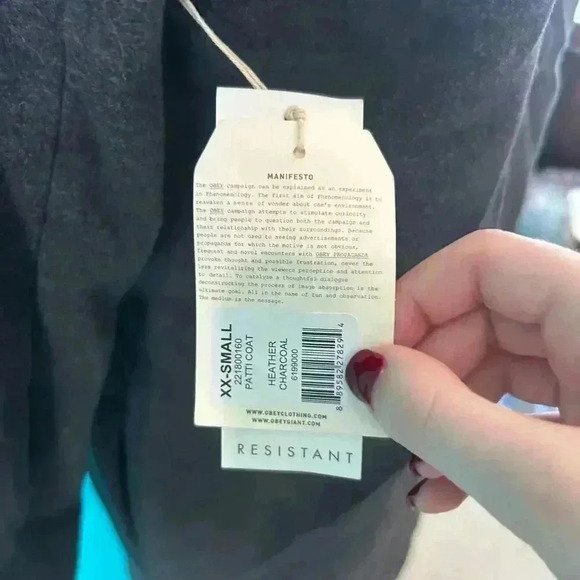 MANIFESTO
The OBEY campaign can be explained as an experiment
in Phenomenology. The first aim of Phenomenology is to
reawaken a sense of wonder about one's environment.
The OBEY campaign attempts to stimulate curiosity
and bring people to question both the campaign and
their relationship with their surroundings. Because
people are not used to seeing advertisements or
propaganda for which the motive is not obvious,
frequent and novel encounters with OBEY PROPAGANDA
provoke thought and possible frustration, never the
less revitalizing the viewers perception and attention
to detail. To catalyze a thoughtful dialogue
deconstructing the process of image absorption is the
ultimate goal. All in the name of fun and observation.
The medium is the message.
XX-SMALL
221800160
PATTI COAT
HEATHER
CHARCOAL
6199000
8 89582 27829 4
WWW.OBEYCLOTHING.COM
WWW.OBEYGIANT.COM
RESISTANT